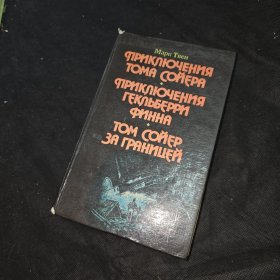 Марк Твен
ПРИКЛЮЧЕНИЯ
ТОМА СОЙЕРА
ПРИКЛЮЧЕНИЯ
ГЕКЛЬБЕРРИ
ФИННА
ТОМ СОЙЕР
ЗА ГРАНИЦЕЙ